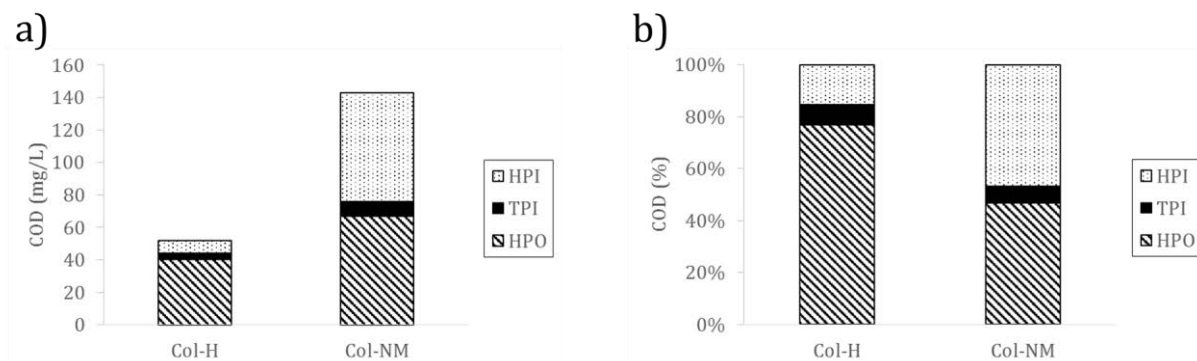 a)
160
140
120
100
80
60
40
20
0
COD (mg/L)
Col-H Col-NM
HPI
TPI
HPO
b)
100%
80%
60%
40%
20%
0%
COD (%)
Col-H Col-NM
HPI
TPI
HPO